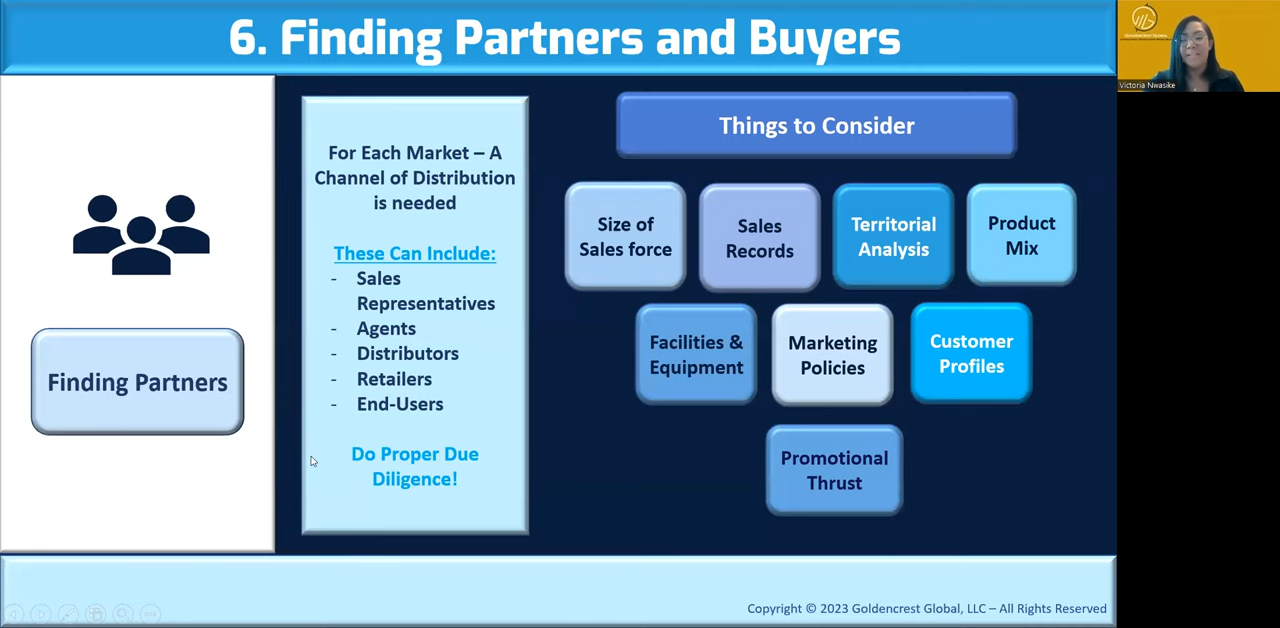 6. Finding Partners and Buyers
GOLDENCREST GLOBAL
Victoria Nwasike
Finding Partners
For Each Market – A
Channel of Distribution
is needed
These Can Include:
- Sales
Representatives
- Agents
- Distributors
- Retailers
- End-Users
Do Proper Due
Diligence!
Things to Consider
Size of
Sales force
Sales
Records
Territorial
Analysis
Product
Mix
Facilities &
Equipment
Marketing
Policies
Customer
Profiles
Promotional
Thrust
Copyright © 2023 Goldencrest Global, LLC – All Rights Reserved